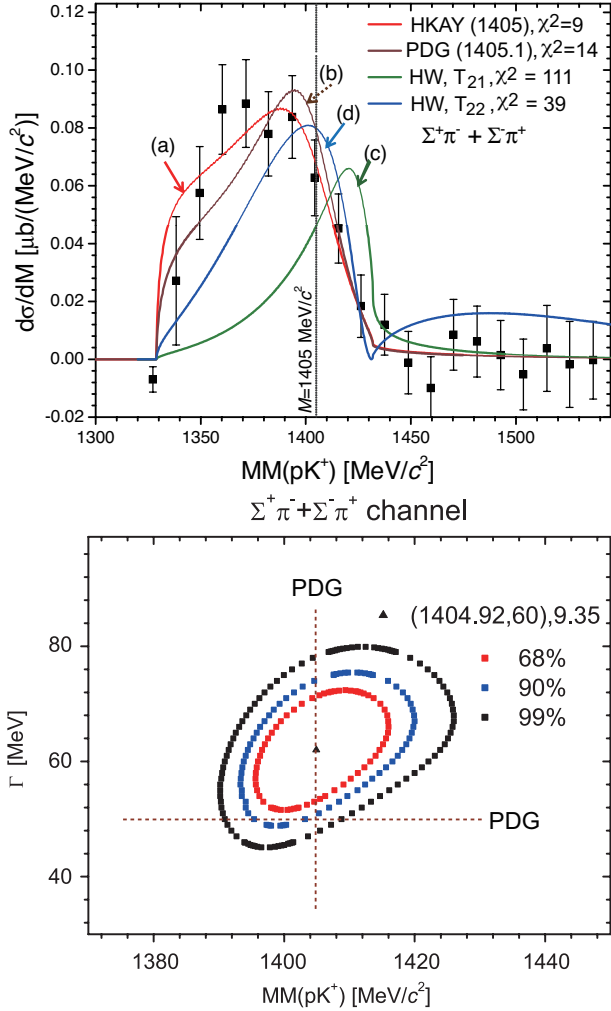 HKAY (1405), χ²=9
PDG (1405.1), χ²=14
HW, T₂₁, χ² = 111
HW, T₂₂, χ² = 39
Σ⁺π⁻ + Σ⁻π⁺
(a)
(b)
(d)
(c)
M=1405 MeV/c²
dσ/dM [μb/(MeV/c²)]
0.10
0.08
0.06
0.04
0.02
0.00
-0.02
1300
1350
1400
1450
1500
MM(pK⁺) [MeV/c²]
Σ⁺π⁻+Σ⁻π⁺ channel
PDG
(1404.92,60),9.35
68%
90%
99%
PDG
Γ [MeV]
80
60
40
1380
1400
1420
1440
MM(pK⁺) [MeV/c²]